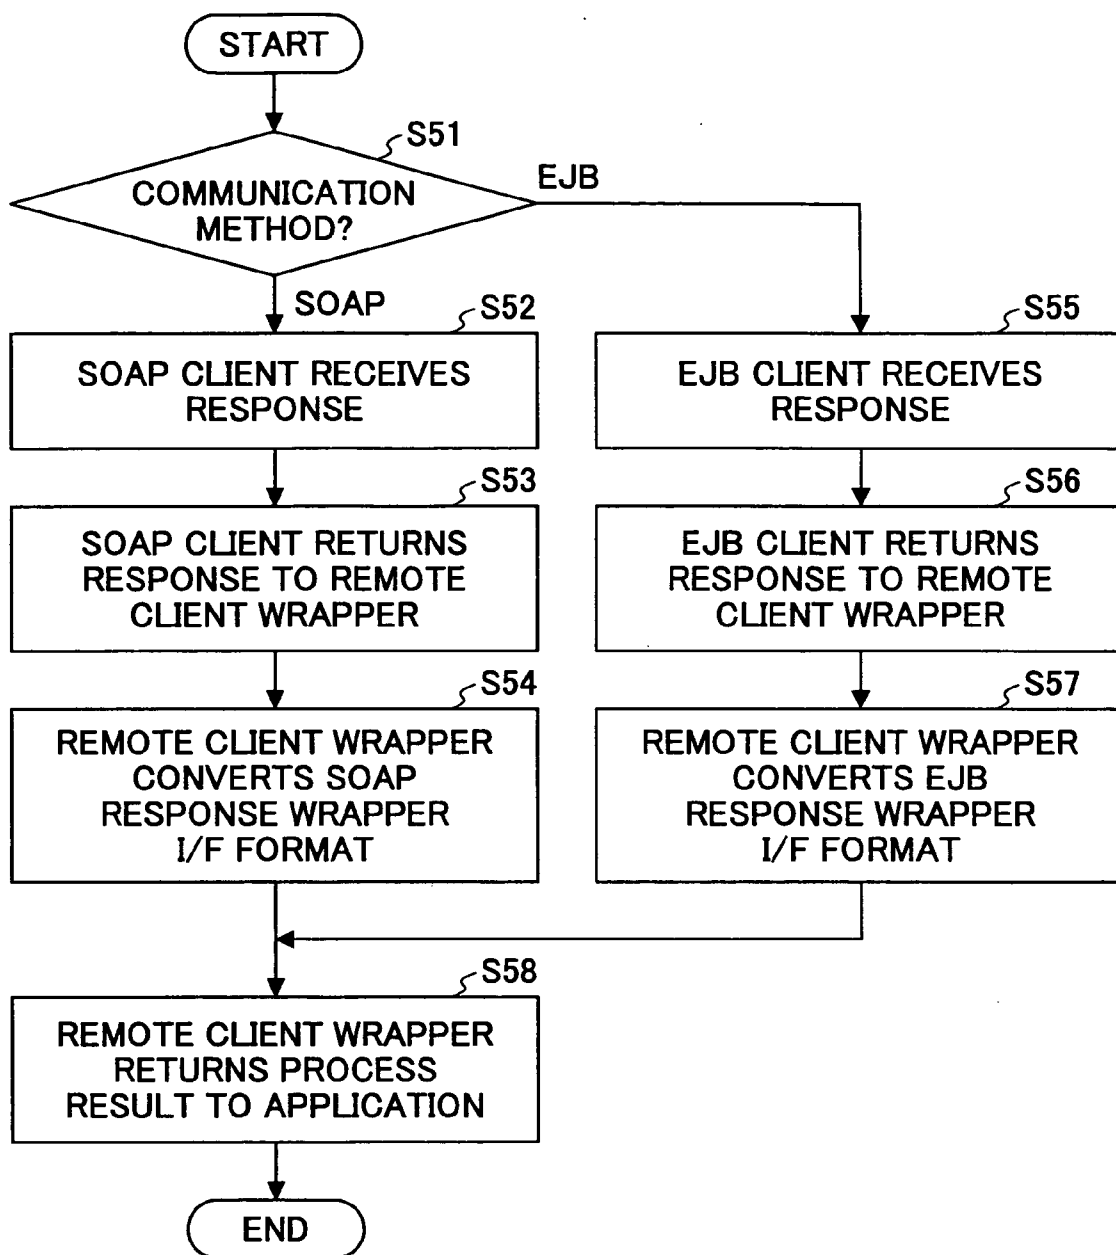 START
S51
COMMUNICATION
METHOD?
EJB
SOAP
S52
SOAP CLIENT RECEIVES
RESPONSE
S53
SOAP CLIENT RETURNS
RESPONSE TO REMOTE
CLIENT WRAPPER
S54
REMOTE CLIENT WRAPPER
CONVERTS SOAP
RESPONSE WRAPPER
I/F FORMAT
S55
EJB CLIENT RECEIVES
RESPONSE
S56
EJB CLIENT RETURNS
RESPONSE TO REMOTE
CLIENT WRAPPER
S57
REMOTE CLIENT WRAPPER
CONVERTS EJB
RESPONSE WRAPPER
I/F FORMAT
S58
REMOTE CLIENT WRAPPER
RETURNS PROCESS
RESULT TO APPLICATION
END